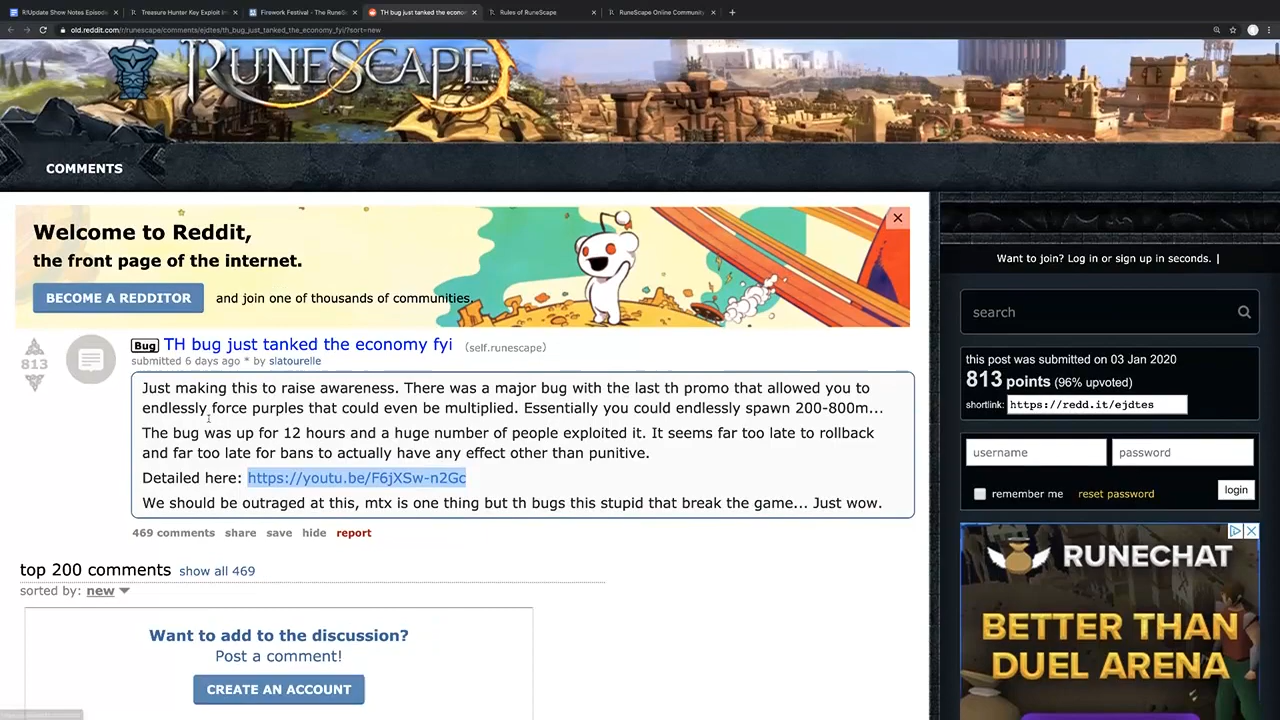 R!Update Show Notes Episode
Treasure Hunter Key Exploit I
Firework Festival - The RuneS
TH bug just tanked the econo
Rules of RuneScape
RuneScape Online Community
old.reddit.com/r/runescape/comments/ejdtes/th_bug_just_tanked_the_economy_fyi/?sort=new
RUNESCAPE
COMMENTS
Welcome to Reddit,
the front page of the internet.
BECOME A REDDITOR
and join one of thousands of communities.
Want to join? Log in or sign up in seconds. |
search
this post was submitted on 03 Jan 2020
813 points (96% upvoted)
shortlink: https://redd.it/ejdtes
username
password
remember me reset password
login
813
Bug TH bug just tanked the economy fyi (self.runescape)
submitted 6 days ago * by slatourelle
Just making this to raise awareness. There was a major bug with the last th promo that allowed you to
endlessly force purples that could even be multiplied. Essentially you could endlessly spawn 200-800m...
The bug was up for 12 hours and a huge number of people exploited it. It seems far too late to rollback
and far too late for bans to actually have any effect other than punitive.
Detailed here: https://youtu.be/F6jXSw-n2Gc
We should be outraged at this, mtx is one thing but th bugs this stupid that break the game... Just wow.
469 comments share save hide report
top 200 comments show all 469
sorted by: new
Want to add to the discussion?
Post a comment!
CREATE AN ACCOUNT
RUNECHAT
BETTER THAN
DUEL ARENA